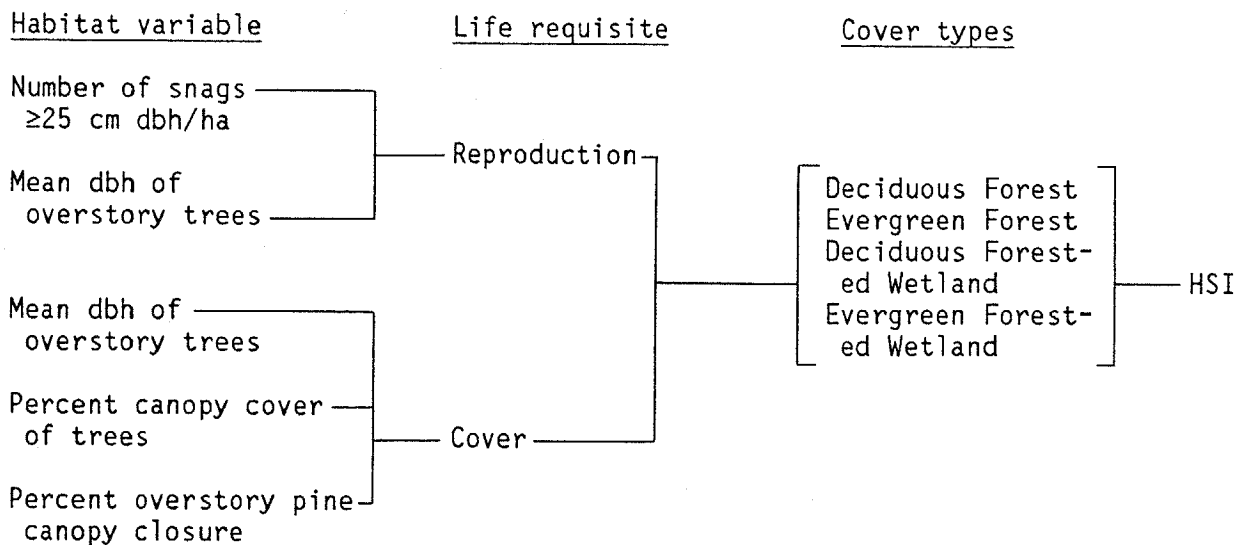 Habitat variable
Life requisite
Cover types
Number of snags
≥25 cm dbh/ha
Mean dbh of
overstory trees
Reproduction
Mean dbh of
overstory trees
Percent canopy cover
of trees
Percent overstory pine
canopy closure
Cover
Deciduous Forest
Evergreen Forest
Deciduous Forest-
ed Wetland
Evergreen Forest-
ed Wetland
HSI